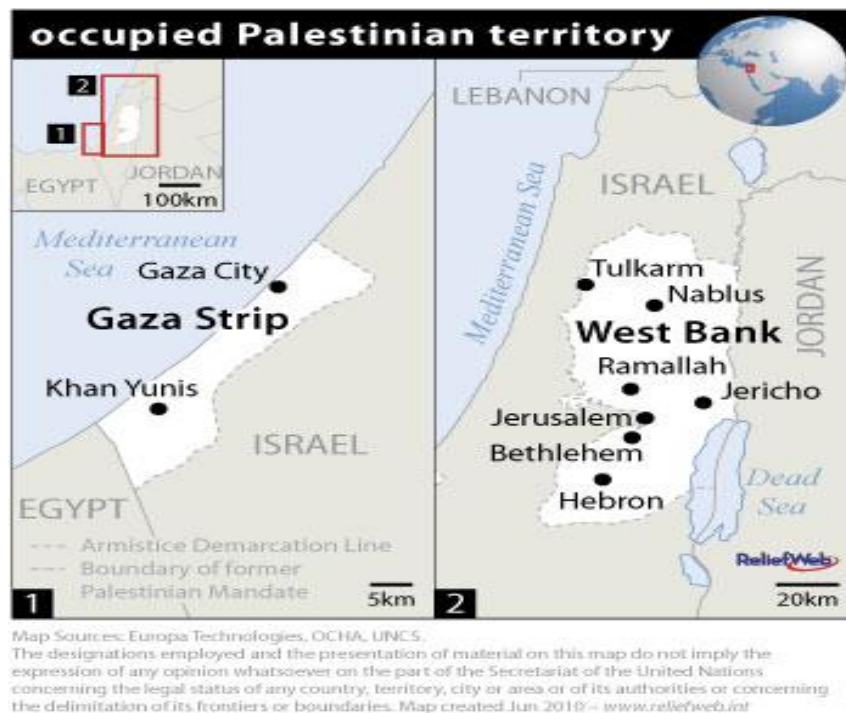 occupied Palestinian territory
2
1
EGYPT
JORDAN
100km
Mediterranean
Sea
Gaza City
Gaza Strip
Khan Yunis
ISRAEL
EGYPT
Armistice Demarcation Line
Boundary of former
Palestinian Mandate
1
5km
LEBANON
ISRAEL
Mediterranean Sea
Tulkarm
Nablus
West Bank
JORDAN
Ramallah
Jericho
Jerusalem
Bethlehem
Hebron
Dead
Sea
ReliefWeb
2
20km
Map Sources: Europa Technologies, OCHA, UNCS.
The designations employed and the presentation of material on this map do not imply the
expression of any opinion whatsoever on the part of the Secretariat of the United Nations
concerning the legal status of any country, territory, city or area or of its authorities or concerning
the delimitation of its frontiers or boundaries. Map created Jun 2010 – www.reliefweb.int